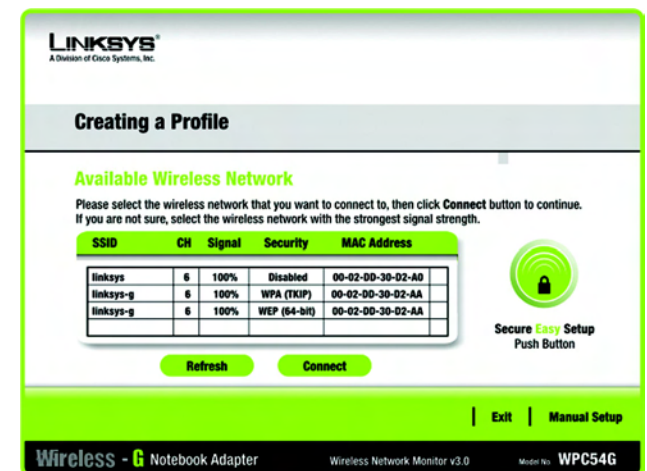 LINKSYS®
A Division of Cisco Systems, Inc.
Creating a Profile
Available Wireless Network
Please select the wireless network that you want to connect to, then click Connect button to continue.
If you are not sure, select the wireless network with the strongest signal strength.
SSID CH Signal Security MAC Address
linksys 6 100% Disabled 00-02-DD-30-D2-A0
linksys-g 6 100% WPA (TKIP) 00-02-DD-30-D2-AA
linksys-g 6 100% WEP (64-bit) 00-02-DD-30-D2-AA
Secure Easy Setup
Push Button
Refresh Connect
Exit Manual Setup
Wireless - G Notebook Adapter Wireless Network Monitor v3.0 Model No. WPC54G